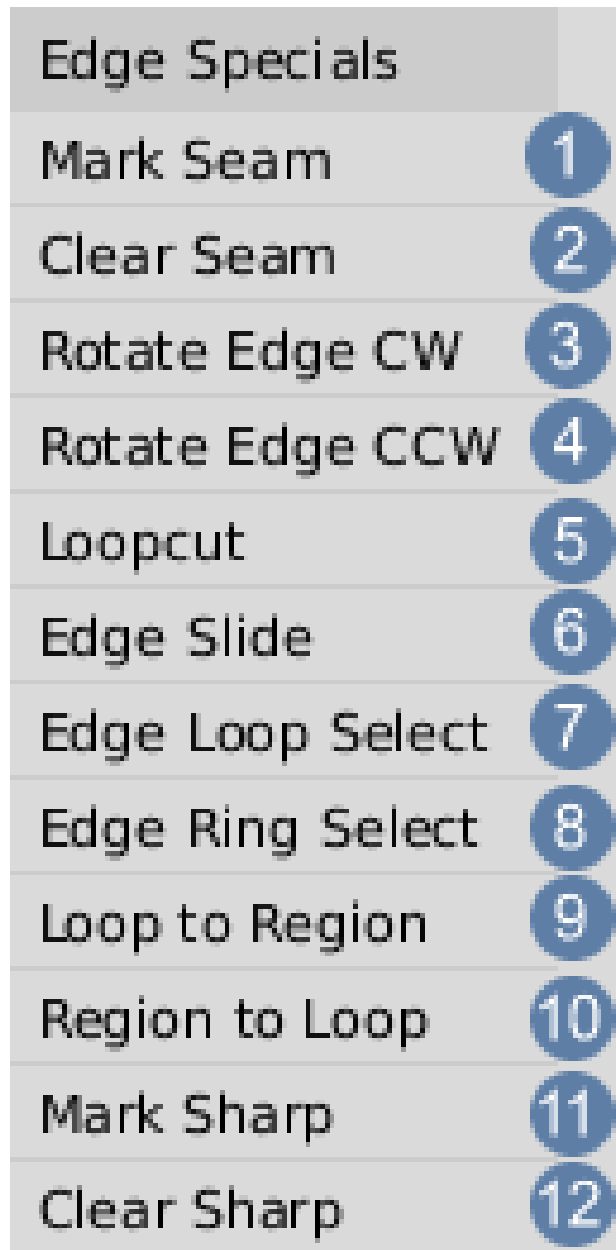 Edge Specials
Mark Seam 1
Clear Seam 2
Rotate Edge CW 3
Rotate Edge CCW 4
Loopcut 5
Edge Slide 6
Edge Loop Select 7
Edge Ring Select 8
Loop to Region 9
Region to Loop 10
Mark Sharp 11
Clear Sharp 12